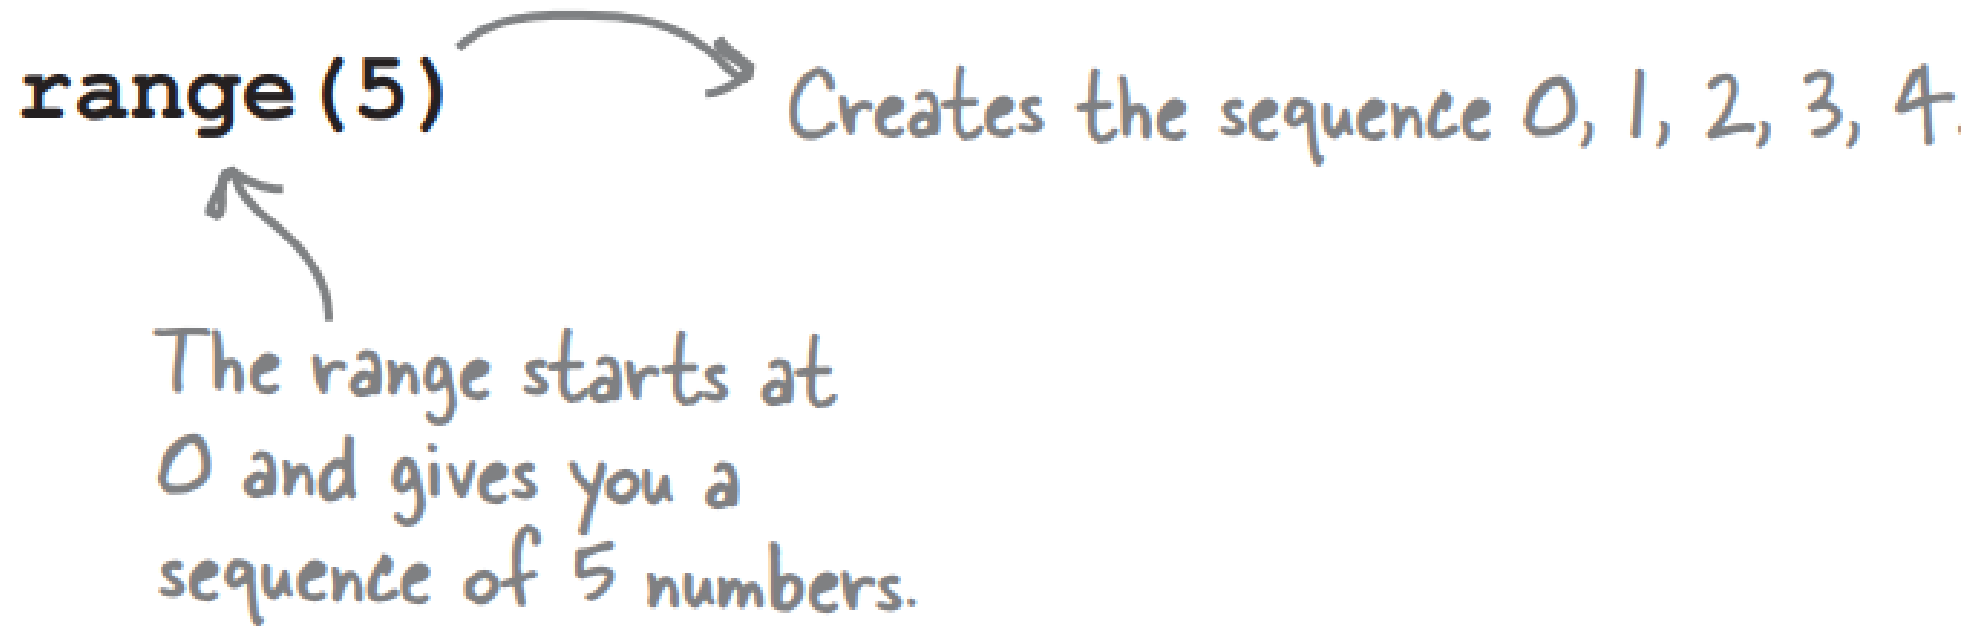 range(5)
Creates the sequence 0, 1, 2, 3, 4.
The range starts at
0 and gives you a
sequence of 5 numbers.